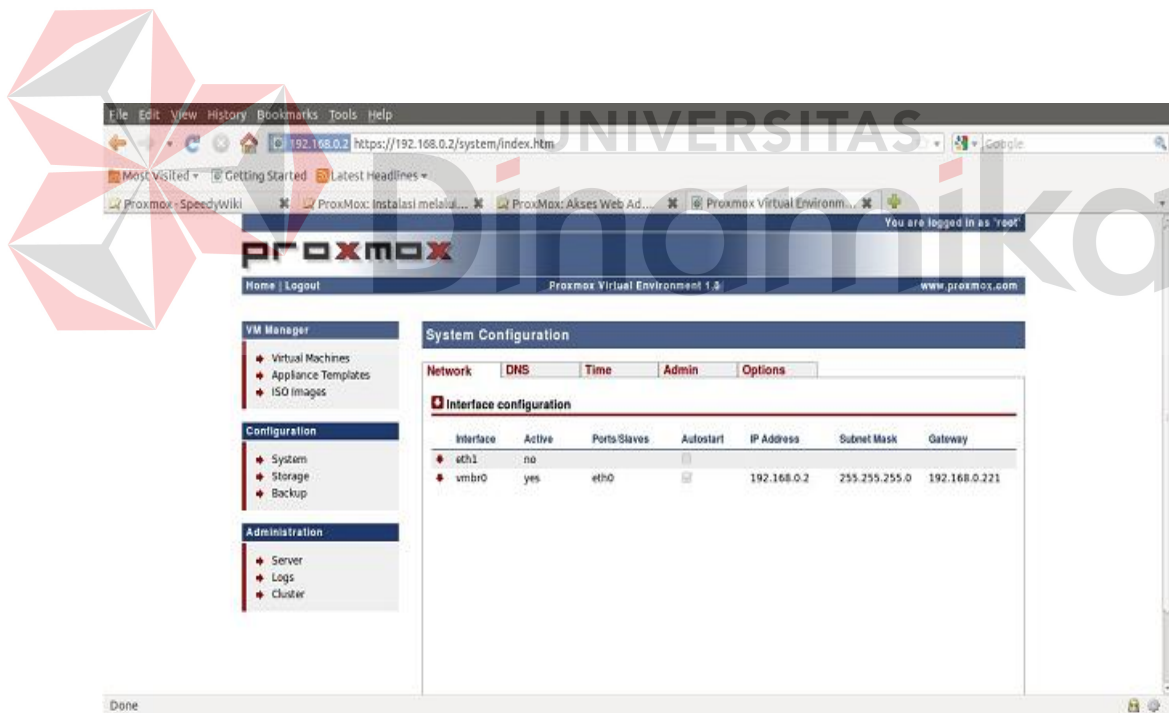 UNIVERSITAS
Dinamika
File Edit View History Bookmarks Tools Help
192.168.0.2 https://192.168.0.2/system/index.htm
Google
Most Visited Getting Started Latest Headlines
Proxmox - SpeedyWiki ProxMox: Instalasi melalui... ProxMox: Akses Web Ad... Proxmox Virtual Environm...
You are logged in as 'root'
proxmox
Home | Logout Proxmox Virtual Environment www.proxmox.com
VM Manager
Virtual Machines
Appliance Templates
ISO Images
Configuration
System
Storage
Backup
Administration
Server
Logs
Cluster
System Configuration
Network DNS Time Admin Options
Interface configuration
Interface Active Ports/Slaves Autostart IP Address Subnet Mask Gateway
eth1 no
vmbr0 yes eth0 192.168.0.2 255.255.255.0 192.168.0.221
Done